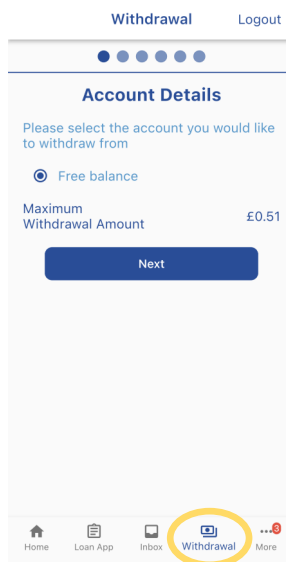 Withdrawal Logout
Account Details
Please select the account you would like
to withdraw from
Free balance
Maximum
Withdrawal Amount £0.51
Next
3
Home Loan App Inbox Withdrawal More